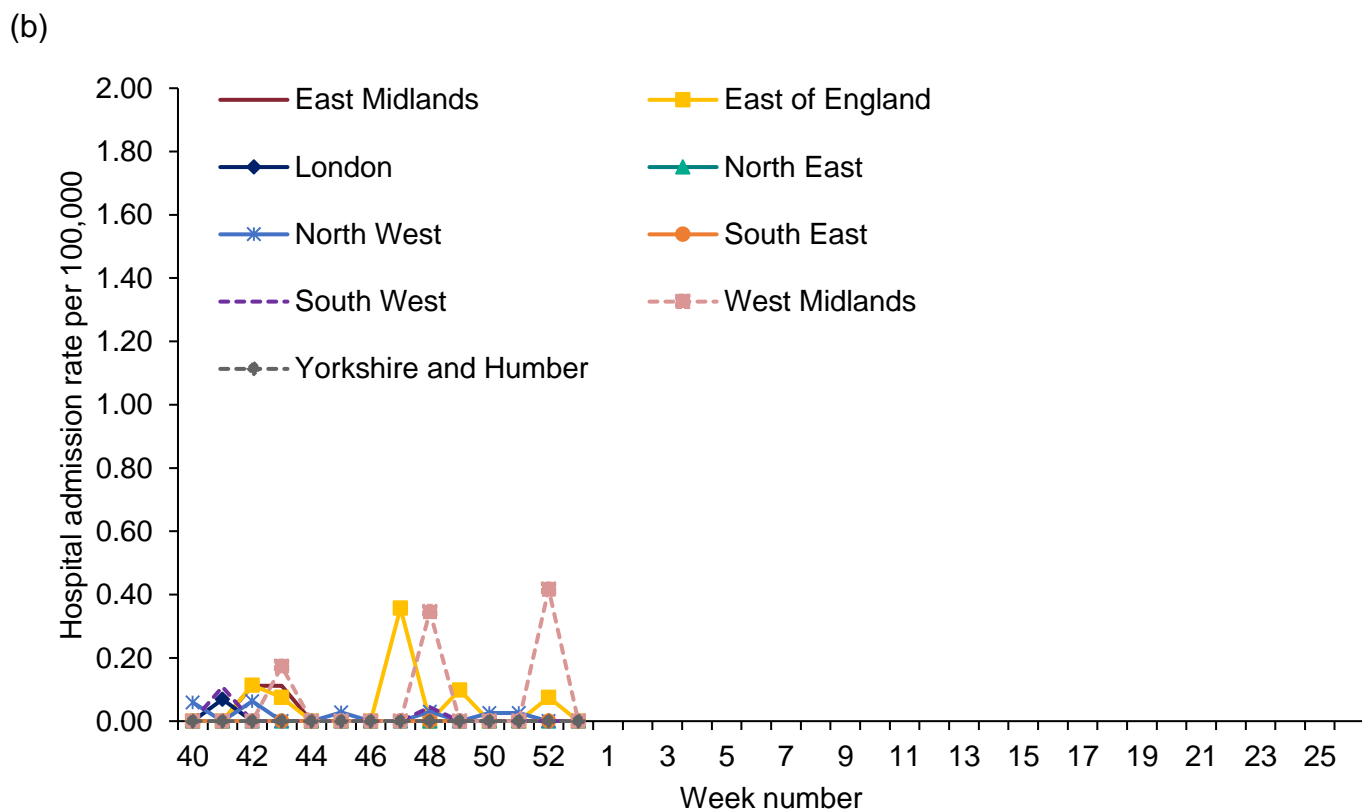 (b)
2.00
1.80
1.60
1.40
1.20
1.00
0.80
0.60
0.40
0.20
0.00
Hospital admission rate per 100,000
East Midlands East of England
London North East
North West South East
South West West Midlands
Yorkshire and Humber
40 42 44 46 48 50 52 1 3 5 7 9 11 13 15 17 19 21 23 25
Week number